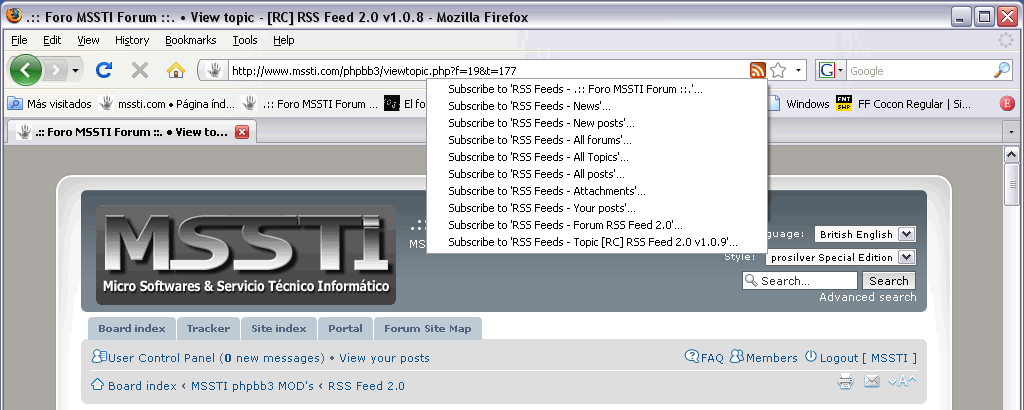 .:: Foro MSSTI Forum ::. • View topic - [RC] RSS Feed 2.0 v1.0.8 - Mozilla Firefox
File Edit View History Bookmarks Tools Help
http://www.mssti.com/phpbb3/viewtopic.php?f=19&t=177
Google
Más visitados mssti.com • Página índ... .:: Foro MSSTI Forum ... El fo Windows FF Cocon Regular | Si...
.:: Foro MSSTI Forum ::. • View to...
Subscribe to 'RSS Feeds - .:: Foro MSSTI Forum ::.'...
Subscribe to 'RSS Feeds - News'...
Subscribe to 'RSS Feeds - New posts'...
Subscribe to 'RSS Feeds - All forums'...
Subscribe to 'RSS Feeds - All Topics'...
Subscribe to 'RSS Feeds - All posts'...
Subscribe to 'RSS Feeds - Attachments'...
Subscribe to 'RSS Feeds - Your posts'...
Subscribe to 'RSS Feeds - Forum RSS Feed 2.0'...
Subscribe to 'RSS Feeds - Topic [RC] RSS Feed 2.0 v1.0.9'...
MSSTi
Micro Softwares & Servicio Técnico Informático
.::
MS
guage: British English
Style: prosilver Special Edition
Search... Search
Advanced search
Board index Tracker Site index Portal Forum Site Map
User Control Panel (0 new messages) • View your posts
FAQ Members Logout [ MSSTI ]
Board index ‹ MSSTI phpbb3 MOD's ‹ RSS Feed 2.0
A